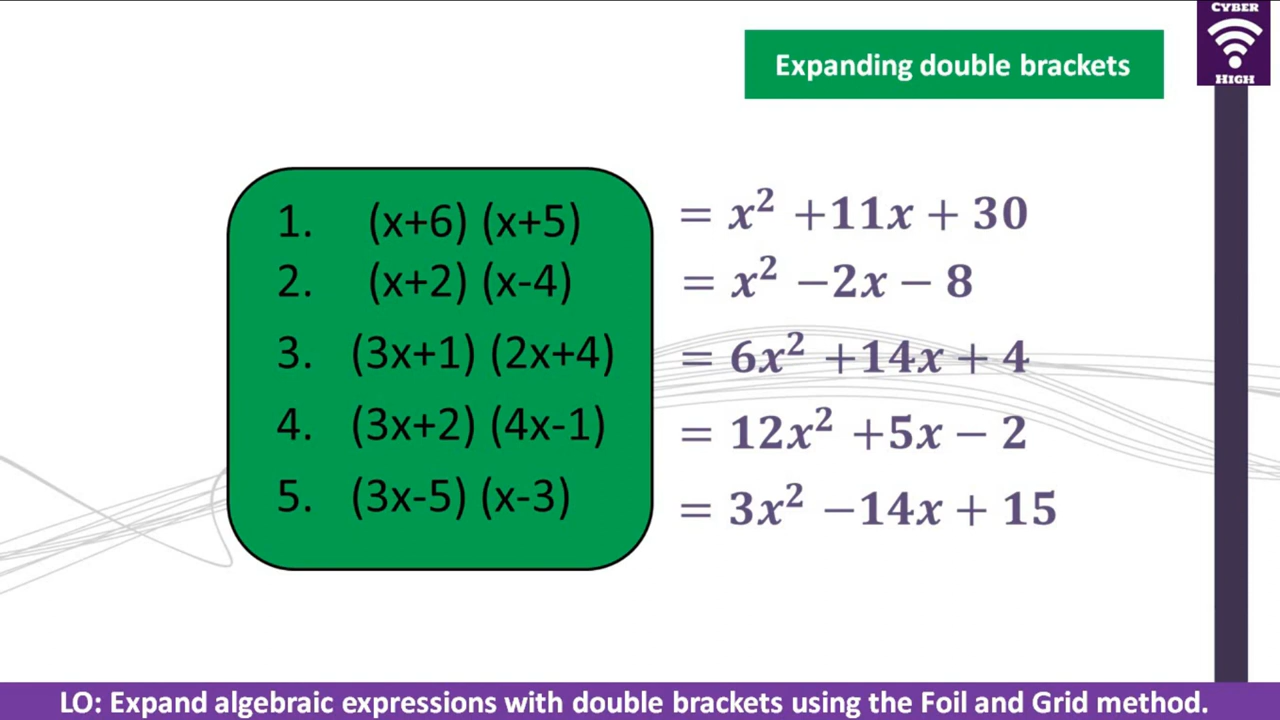 CYBER
HIGH
Expanding double brackets
1. (x+6) (x+5) = x² +11x + 30
2. (x+2) (x-4) = x² −2x − 8
3. (3x+1) (2x+4) = 6x² +14x + 4
4. (3x+2) (4x-1) = 12x² +5x − 2
5. (3x-5) (x-3) = 3x² −14x + 15
LO: Expand algebraic expressions with double brackets using the Foil and Grid method.